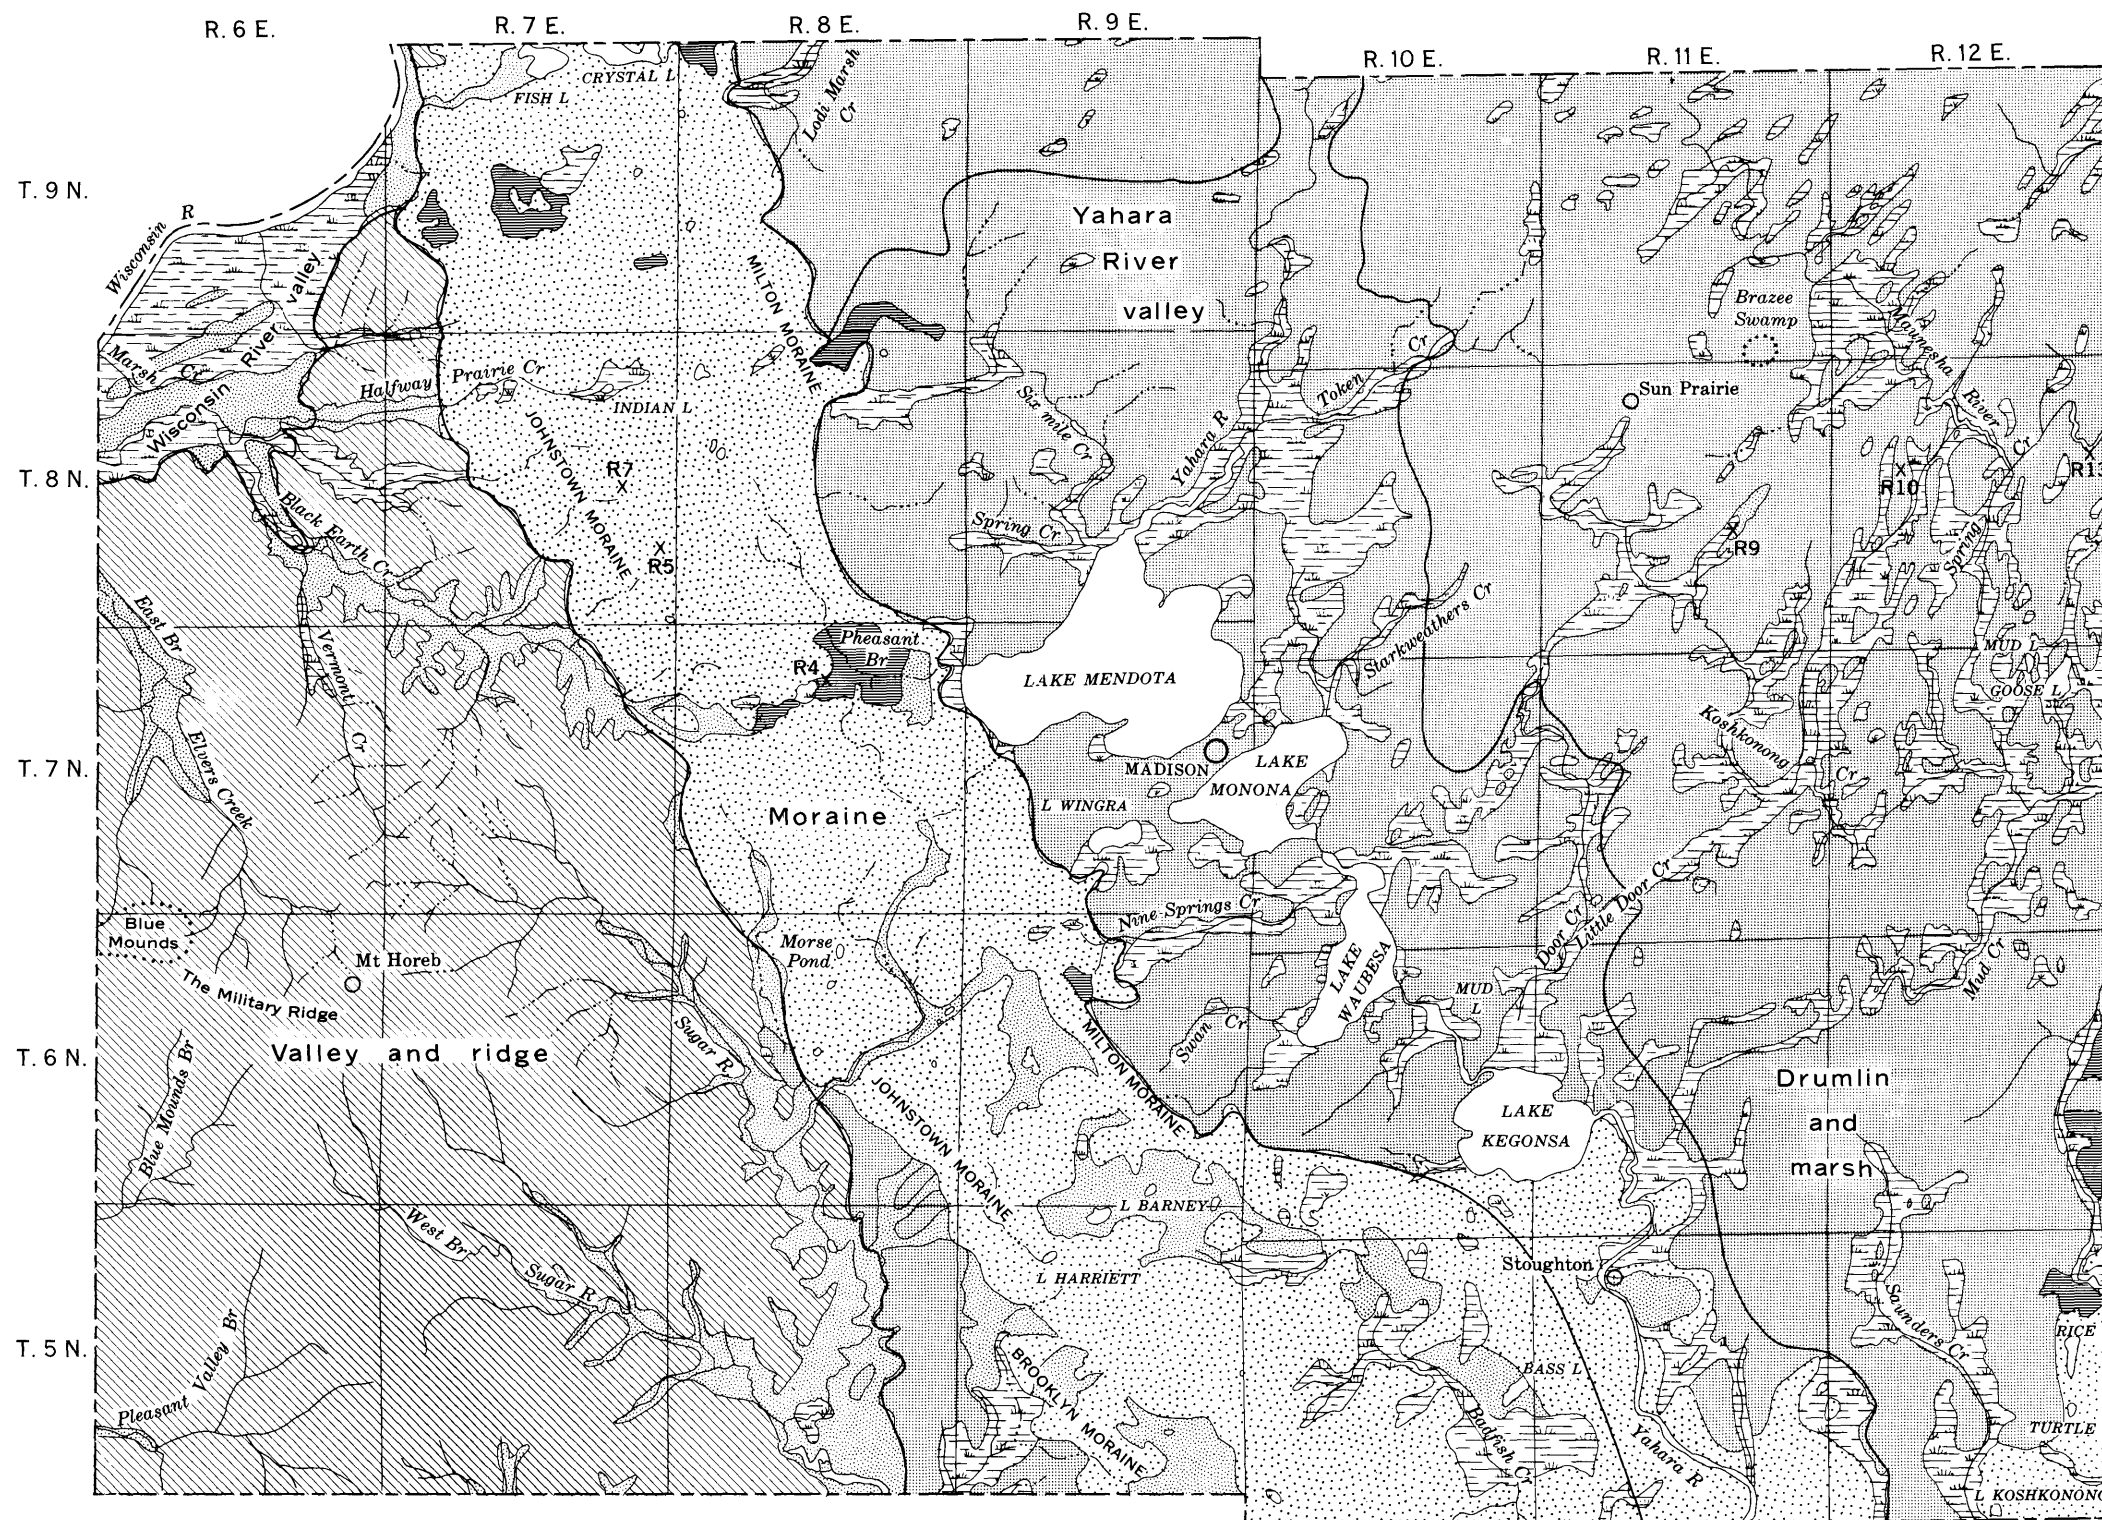 R. 6 E.
R. 7 E.
R. 8 E.
R. 9 E.
R. 10 E.
R. 11 E.
R. 12 E.
T. 9 N.
T. 8 N.
T. 7 N.
T. 6 N.
T. 5 N.
CRYSTAL L
FISH L
Lodi Marsh
Cr
Wisconsin R
Yahara
River
valley
MILTON MORAINE
Brazee
Swamp
Maunesha
River
Marsh Cr
Wisconsin River valley
Halfway Prairie Cr
INDIAN L
JOHNSTOWN MORAINE
Six mile Cr
Yahara R
Token Cr
Sun Prairie
R7
R5
R10
R13
R9
Spring Cr
Spring Cr
Black Earth Cr
East Br
Vermont Cr
Elvers Creek
Pheasant
Br
R4
LAKE MENDOTA
Starkweathers Cr
MUD L
GOOSE L
Koshkonong Cr
MADISON
LAKE
MONONA
L WINGRA
Moraine
Nine Springs Cr
Door Cr
Little Door Cr
Blue
Mounds
Mt Horeb
The Military Ridge
Morse
Pond
LAKE
WAUBESA
MUD
L
Mud Cr
Swan Cr
Sugar R
Valley and ridge
Blue Mounds Br
JOHNSTOWN MORAINE
MILTON MORAINE
LAKE
KEGONSA
Drumlin
and
marsh
L BARNEY
West Br
Sugar R
L HARRIETT
Stoughton
Saunders Cr
RICE
Pleasant Valley Br
BROOKLYN MORAINE
BASS L
Badfish Cr
Yahara R
TURTLE
L KOSHKONONG